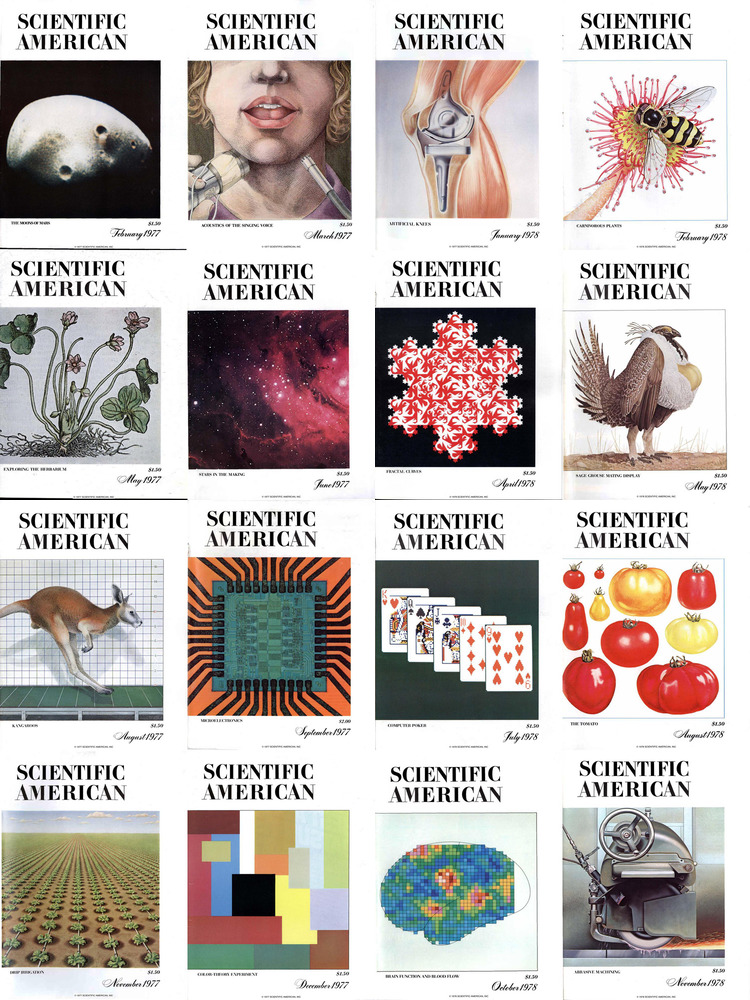 SCIENTIFIC
AMERICAN
THE MOONS OF MARS
$1.50
February 1977
SCIENTIFIC
AMERICAN
ACOUSTICS OF THE SINGING VOICE
$1.50
March 1977
SCIENTIFIC
AMERICAN
ARTIFICIAL KNEES
$1.50
January 1978
SCIENTIFIC
AMERICAN
CARNIVOROUS PLANTS
$1.50
February 1978
SCIENTIFIC
AMERICAN
EXPLORING THE HERBARIUM
$1.50
May 1977
SCIENTIFIC
AMERICAN
STARS IN THE MAKING
$1.50
June 1977
SCIENTIFIC
AMERICAN
FRACTAL CURVES
$1.50
April 1978
SCIENTIFIC
AMERICAN
SAGE GROUSE MATING DISPLAY
$1.50
May 1978
SCIENTIFIC
AMERICAN
KANGAROOS
$1.50
August 1977
SCIENTIFIC
AMERICAN
MICROELECTRONICS
$2.00
September 1977
SCIENTIFIC
AMERICAN
COMPUTER POKER
$1.50
July 1978
SCIENTIFIC
AMERICAN
THE TOMATO
$1.50
August 1978
SCIENTIFIC
AMERICAN
DRIP IRRIGATION
$1.50
November 1977
SCIENTIFIC
AMERICAN
COLOR-THEORY EXPERIMENT
$1.50
December 1977
SCIENTIFIC
AMERICAN
BRAIN FUNCTION AND BLOOD FLOW
$1.50
October 1978
SCIENTIFIC
AMERICAN
ABRASIVE MACHINING
$1.50
November 1978